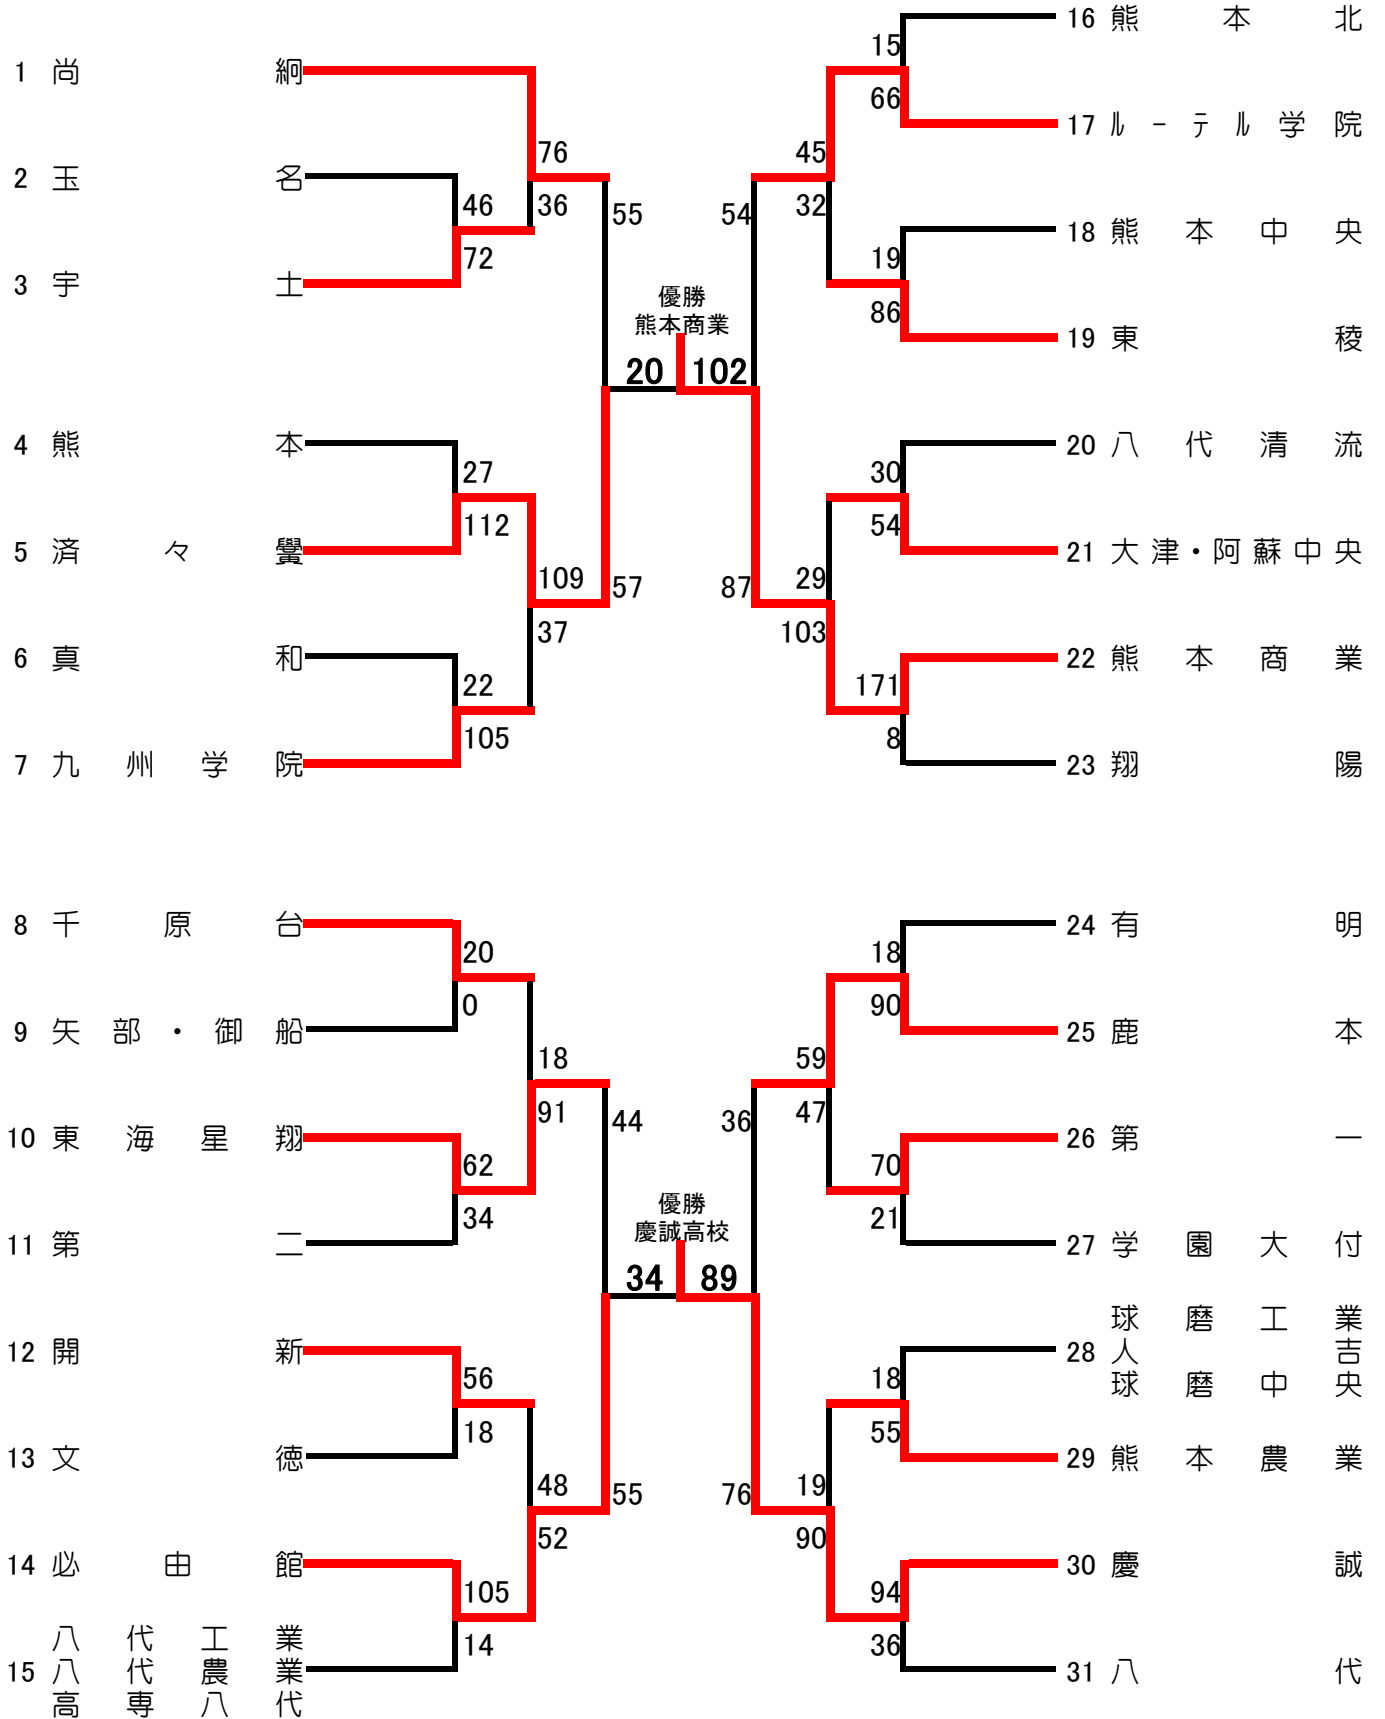 1 尚 絅
2 玉 名
3 宇 士
4 熊 本
5 済 々 黌
6 真 和
7 九 州 学 院
76
36
46
72
55
27
112
109
37
57
22
105
優勝
熊本商業
20 102
16 熊 本 北
17 ル ー テ ル 学 院
18 熊 本 中 央
19 東 稜
20 八 代 清 流
21 大 津 ・ 阿 蘇 中 央
22 熊 本 商 業
23 翔 陽
15
66
45
32
54
19
86
30
54
29
103
87
171
8
8 千 原 台
9 矢 部 ・ 御 船
10 東 海 星 翔
11 第 二
12 開 新
13 文 徳
14 必 由 館
八 代 工 業
15 八 代 農 業
高 専 八 代
20
0
18
91
44
62
34
56
18
48
52
55
105
14
優勝
慶誠高校
34 89
24 有 明
25 鹿 本
26 第 一
27 学 園 大 付
球 磨 工 業
28 人 吉
球 磨 中 央
29 熊 本 農 業
30 慶 誠
31 八 代
18
90
59
47
36
70
21
18
55
19
90
76
94
36